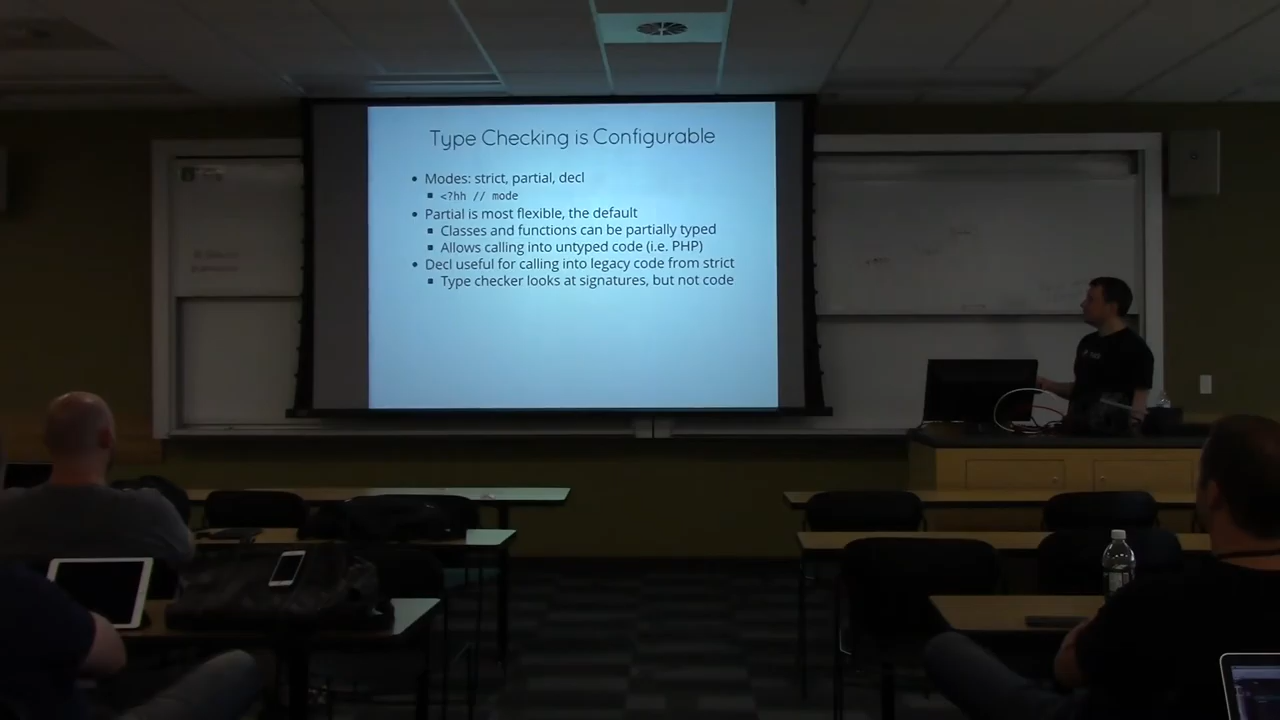 Type Checking is Configurable
• Modes: strict, partial, decl
▪ <?hh // mode
• Partial is most flexible, the default
▪ Classes and functions can be partially typed
▪ Allows calling into untyped code (i.e. PHP)
• Decl useful for calling into legacy code from strict
▪ Type checker looks at signatures, but not code